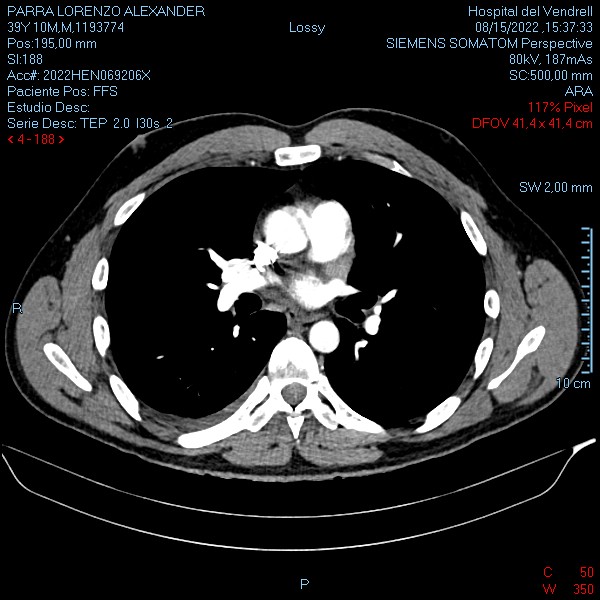 PARRA LORENZO ALEXANDER
39Y 10M,M,1193774
Pos:195,00 mm
SI:188
Acc#: 2022HEN069206X
Paciente Pos: FFS
Estudio Desc:
Serie Desc: TEP 2.0 I30s 2
< 4 - 188 >
Lossy
Hospital del Vendrell
08/15/2022 ,15:37:33
SIEMENS SOMATOM Perspective
80kV, 187mAs
SC:500,00 mm
ARA
117% Pixel
DFOV 41,4 x 41,4 cm
SW 2,00 mm
R
10 cm
P
C 50
W 350